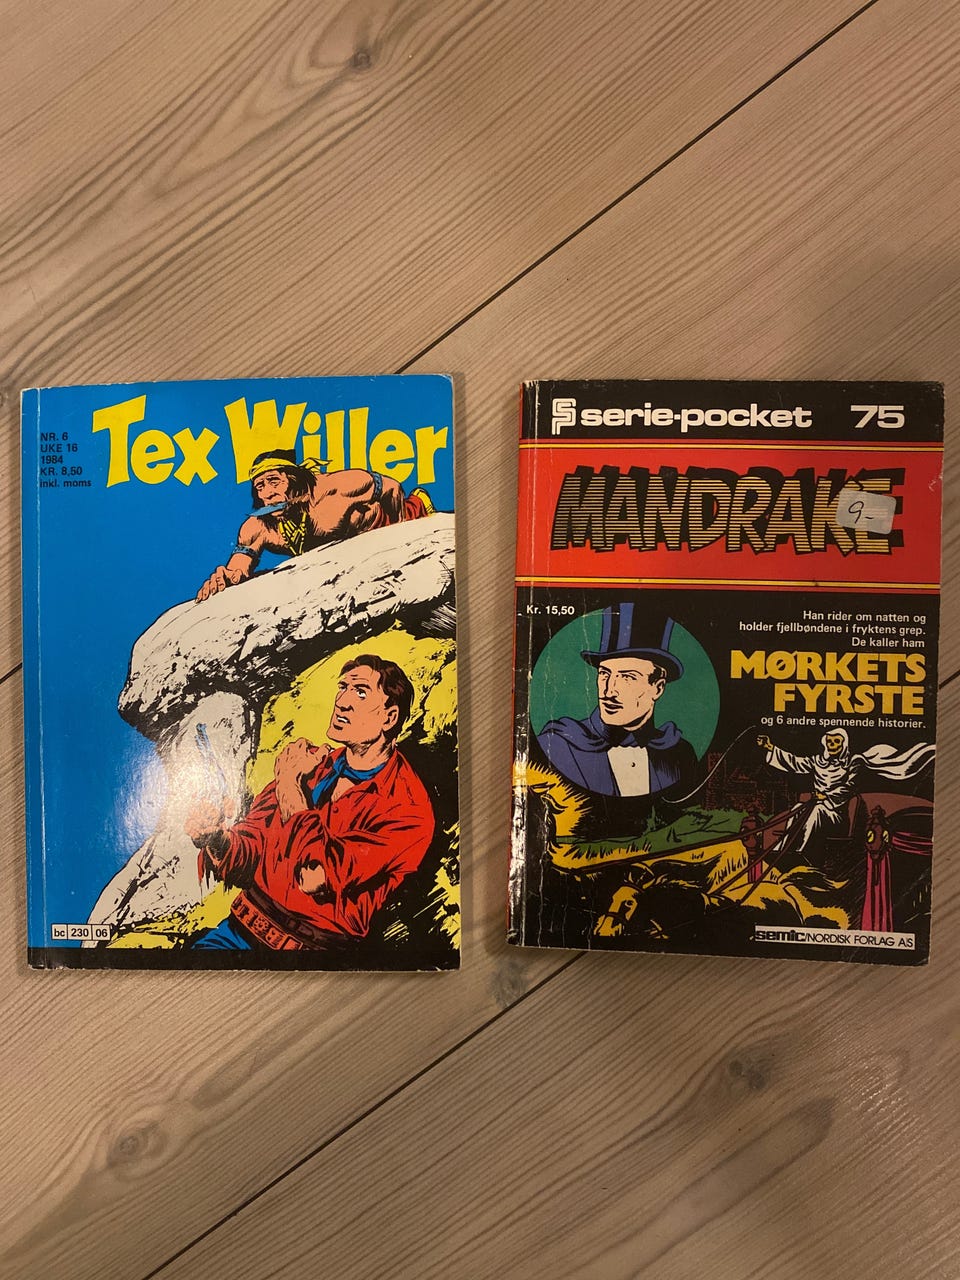 Tex Willer
NR. 6
UKE 16
1984
KR. 8,50
inkl. moms
bc 230 06
serie-pocket 75
MANDRAKE
9-
Kr. 15,50
Han rider om natten og
holder fjellbøndene i fryktens grep.
De kaller ham
MØRKETS
FYRSTE
og 6 andre spennende historier.
semic/NORDISK FORLAG A/S